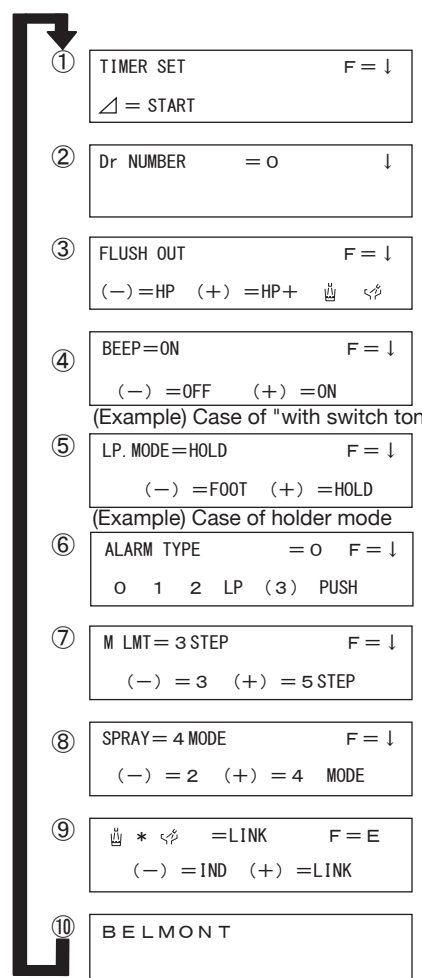 ①
TIMER SET F=↓
⊿ = START
②
Dr NUMBER =0 ↓
③
FLUSH OUT F=↓
(−)=HP (+)=HP+
④
BEEP=ON F=↓
(−)=OFF (+)=ON
(Example) Case of "with switch ton
⑤
LP. MODE=HOLD F=↓
(−)=FOOT (+)=HOLD
(Example) Case of holder mode
⑥
ALARM TYPE =0 F=↓
0 1 2 LP (3) PUSH
⑦
M LMT=3 STEP F=↓
(−)=3 (+)=5 STEP
⑧
SPRAY=4 MODE F=↓
(−)=2 (+)=4 MODE
⑨
* =LINK F=E
(−)=IND (+)=LINK
⑩
BELMONT